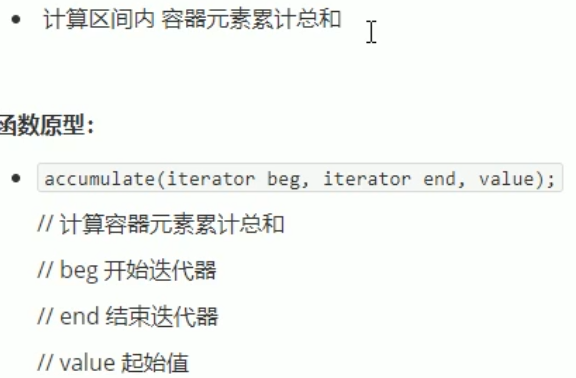 计算区间内 容器元素累计总和
函数原型：
accumulate(iterator beg, iterator end, value);
// 计算容器元素累计总和
// beg 开始迭代器
// end 结束迭代器
// value 起始值